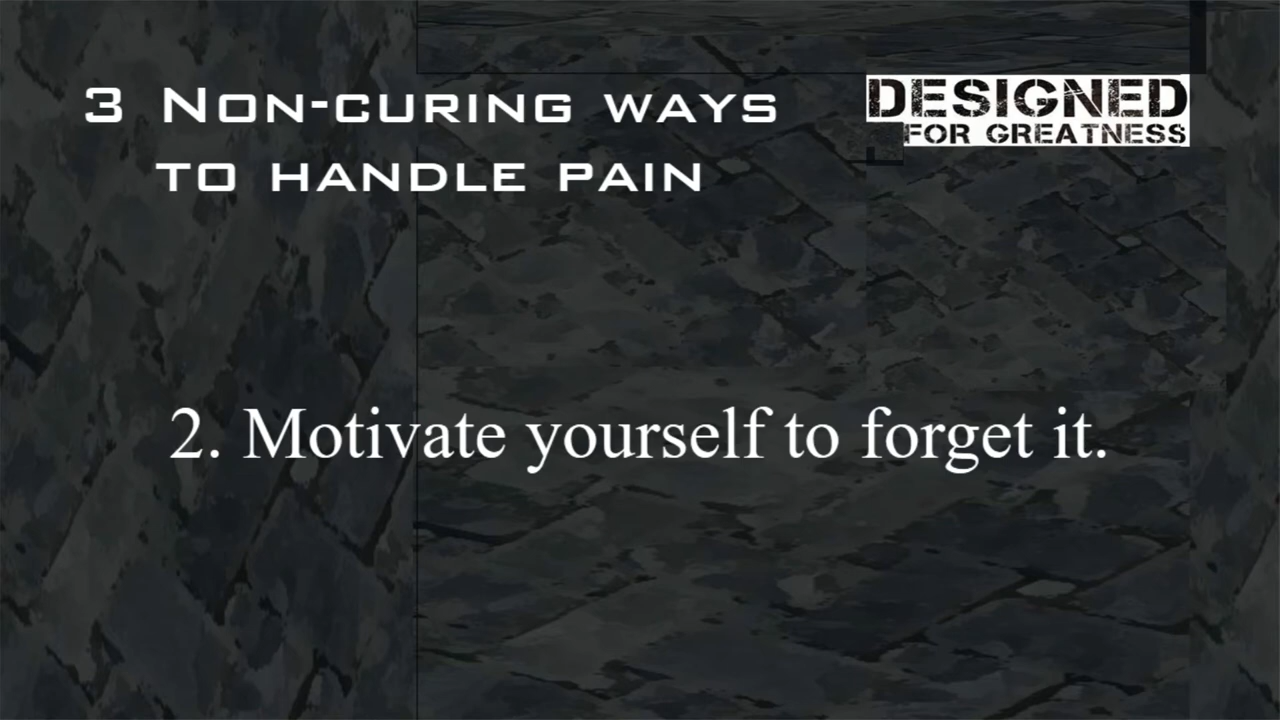 3 Non-curing ways
to handle pain
DESIGNED
FOR GREATNESS
2. Motivate yourself to forget it.